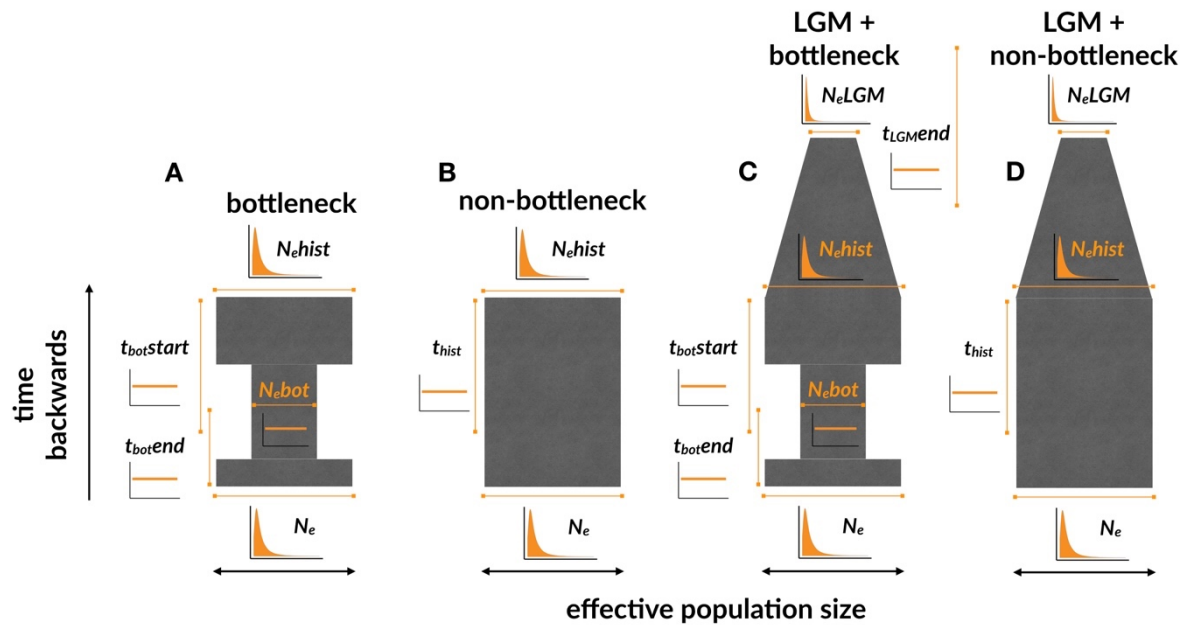 LGM +
bottleneck
LGM +
non-bottleneck
NeLGM
tLGMend
NeLGM
A
B
C
D
bottleneck
non-bottleneck
Nehist
Nehist
Nehist
Nehist
time
backwards
tbotstart
thist
tbotstart
thist
Nebot
Nebot
tbotend
tbotend
Ne
Ne
Ne
Ne
effective population size